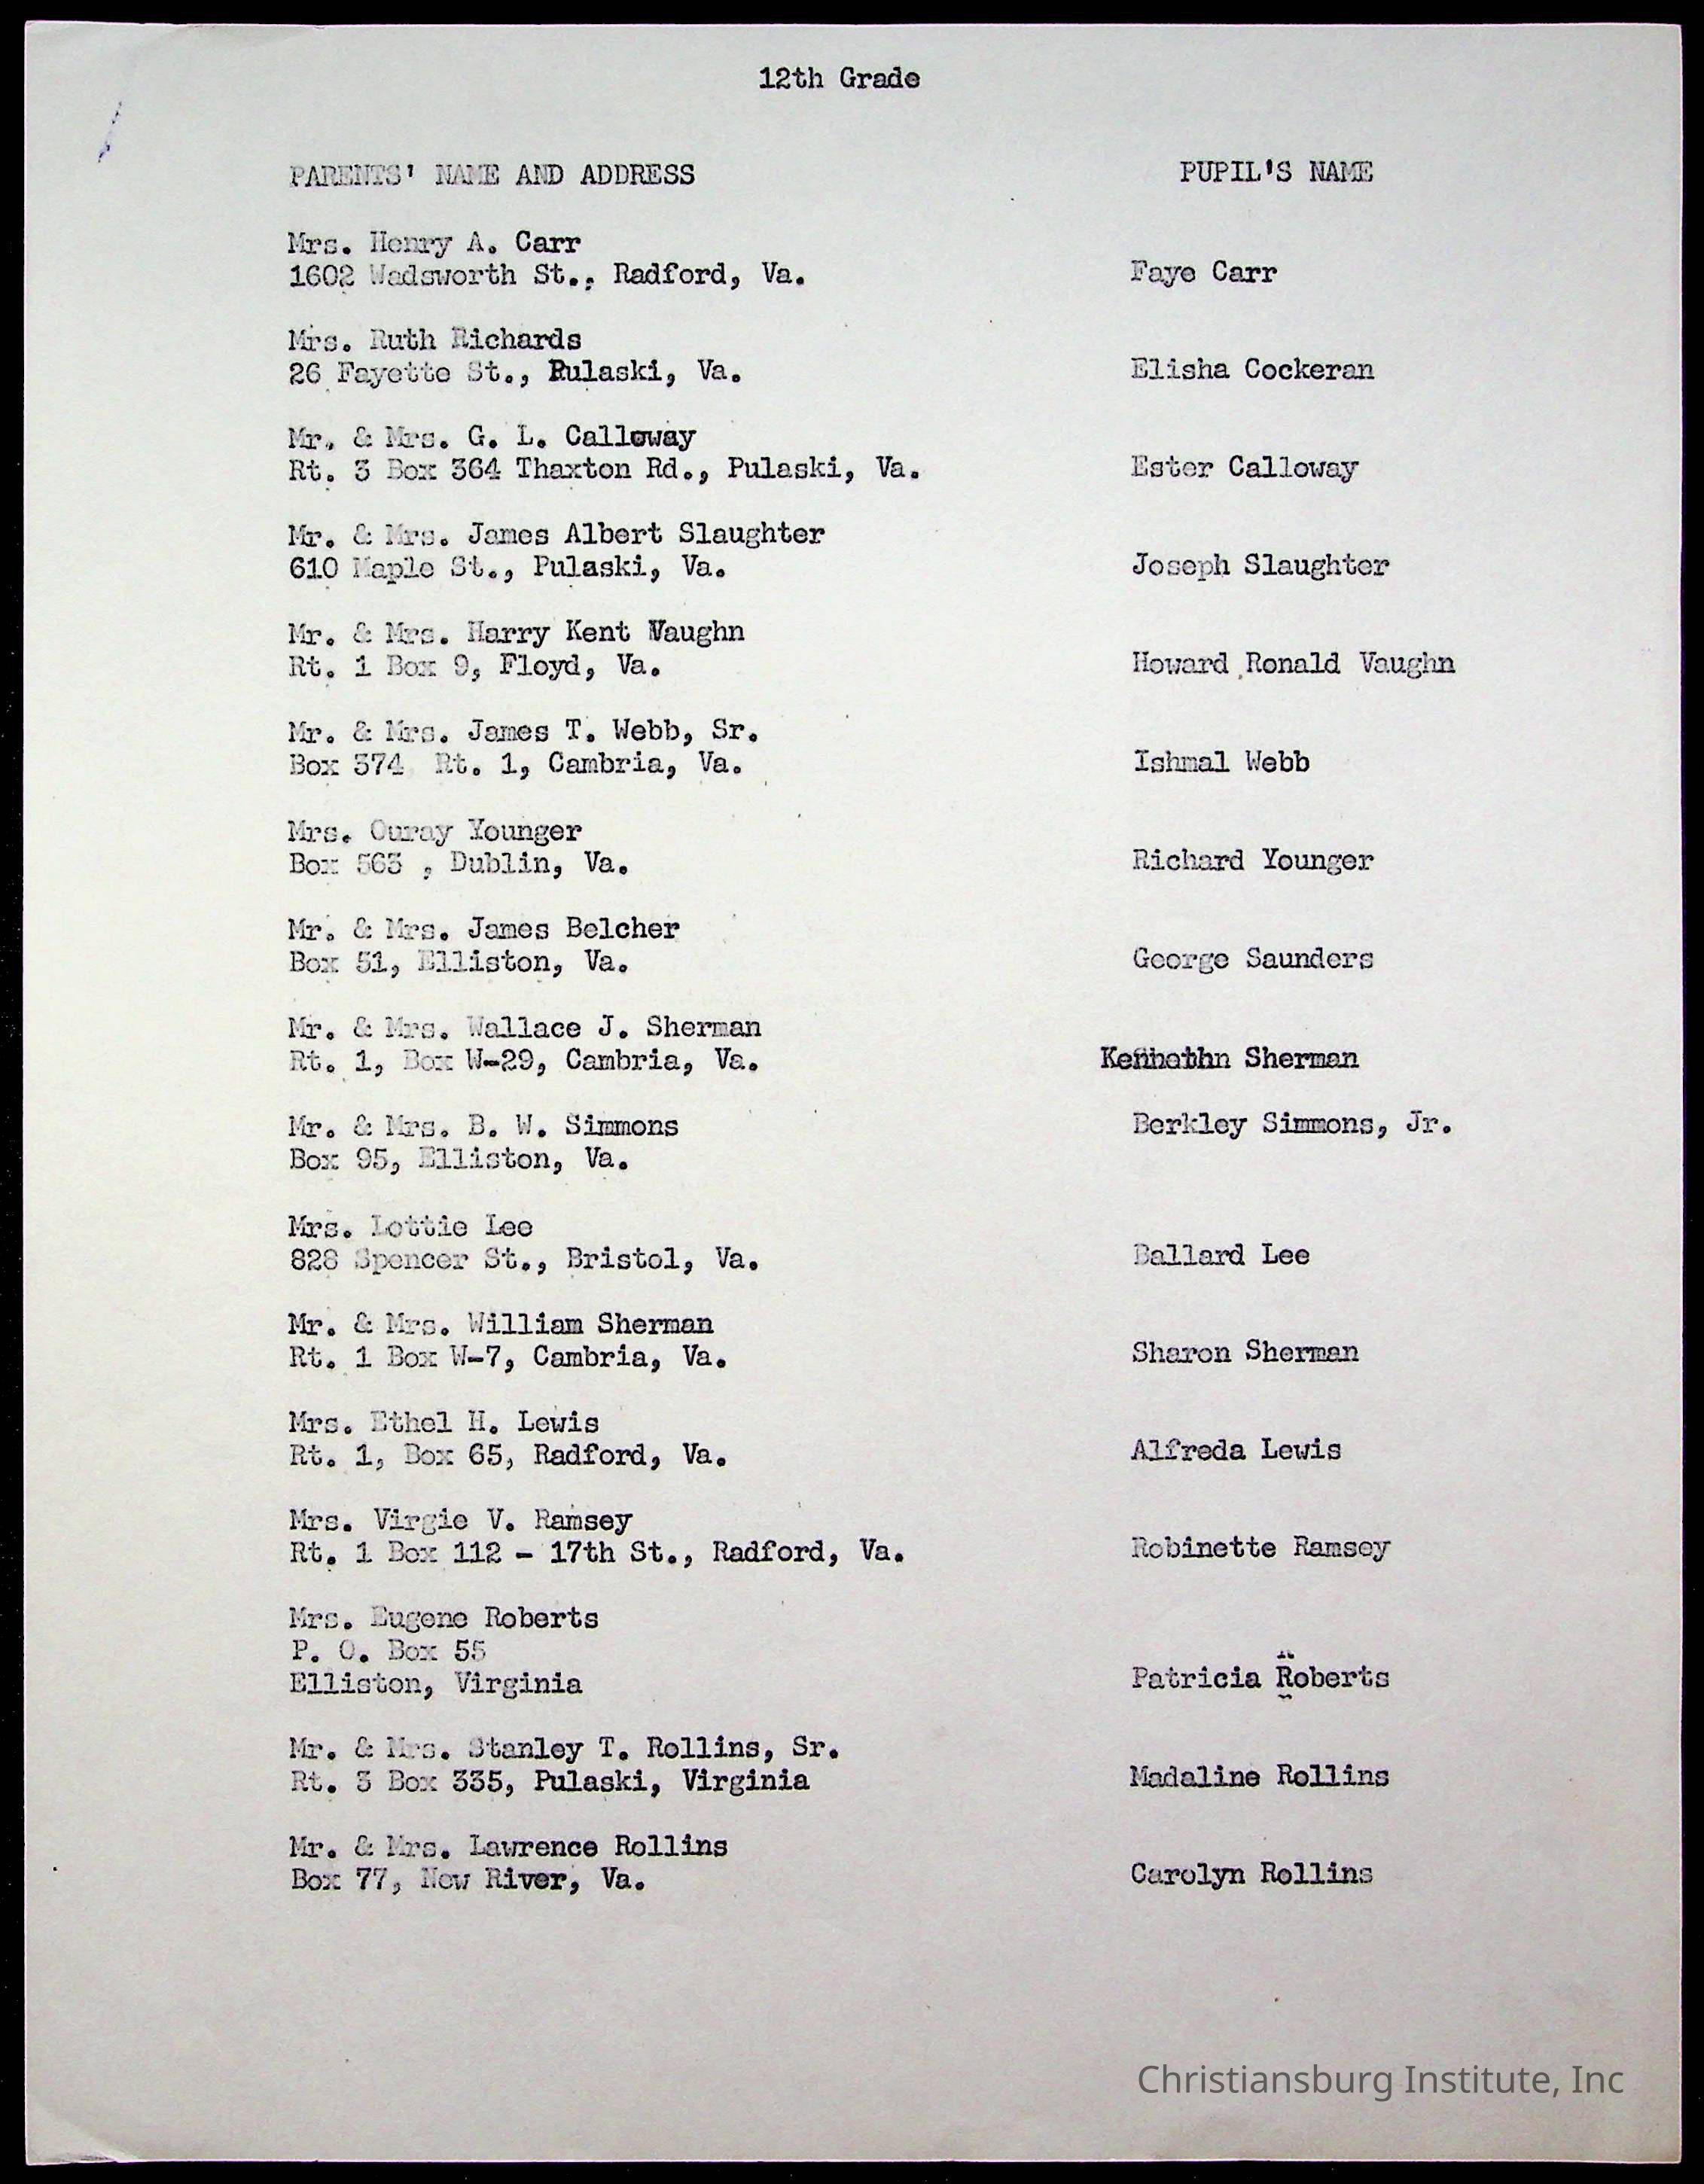 12th Grade
PARENTS' NAME AND ADDRESS PUPIL'S NAME
Mrs. Henry A. Carr
1602 Wadsworth St., Radford, Va. Faye Carr
Mrs. Ruth Richards
26 Fayette St., Pulaski, Va. Elisha Cockeran
Mr. & Mrs. G. L. Calloway
Rt. 3 Box 364 Thaxton Rd., Pulaski, Va. Ester Calloway
Mr. & Mrs. James Albert Slaughter
610 Maple St., Pulaski, Va. Joseph Slaughter
Mr. & Mrs. Harry Kent Vaughn
Rt. 1 Box 9, Floyd, Va. Howard Ronald Vaughn
Mr. & Mrs. James T. Webb, Sr.
Box 374 Rt. 1, Cambria, Va. Ishmal Webb
Mrs. Ouray Younger
Box 563 , Dublin, Va. Richard Younger
Mr. & Mrs. James Belcher
Box 51, Elliston, Va. George Saunders
Mr. & Mrs. Wallace J. Sherman
Rt. 1, Box W-29, Cambria, Va. Sherman
Mr. & Mrs. B. W. Simmons Berkley Simmons, Jr.
Box 95, Elliston, Va.
Mrs. Lottie Lee
828 Spencer St., Bristol, Va. Ballard Lee
Mr. & Mrs. William Sherman
Rt. 1 Box W-7, Cambria, Va. Sharon Sherman
Mrs. Ethel H. Lewis
Rt. 1, Box 65, Radford, Va. Alfreda Lewis
Mrs. Virgie V. Ramsey
Rt. 1 Box 112 - 17th St., Radford, Va. Robinette Ramsey
Mrs. Eugene Roberts
P. O. Box 55
Elliston, Virginia Patricia Roberts
Mr. & Mrs. Stanley T. Rollins, Sr.
Rt. 3 Box 335, Pulaski, Virginia Madaline Rollins
Mr. & Mrs. Lawrence Rollins
Box 77, New River, Va. Carolyn Rollins
Christiansburg Institute, Inc